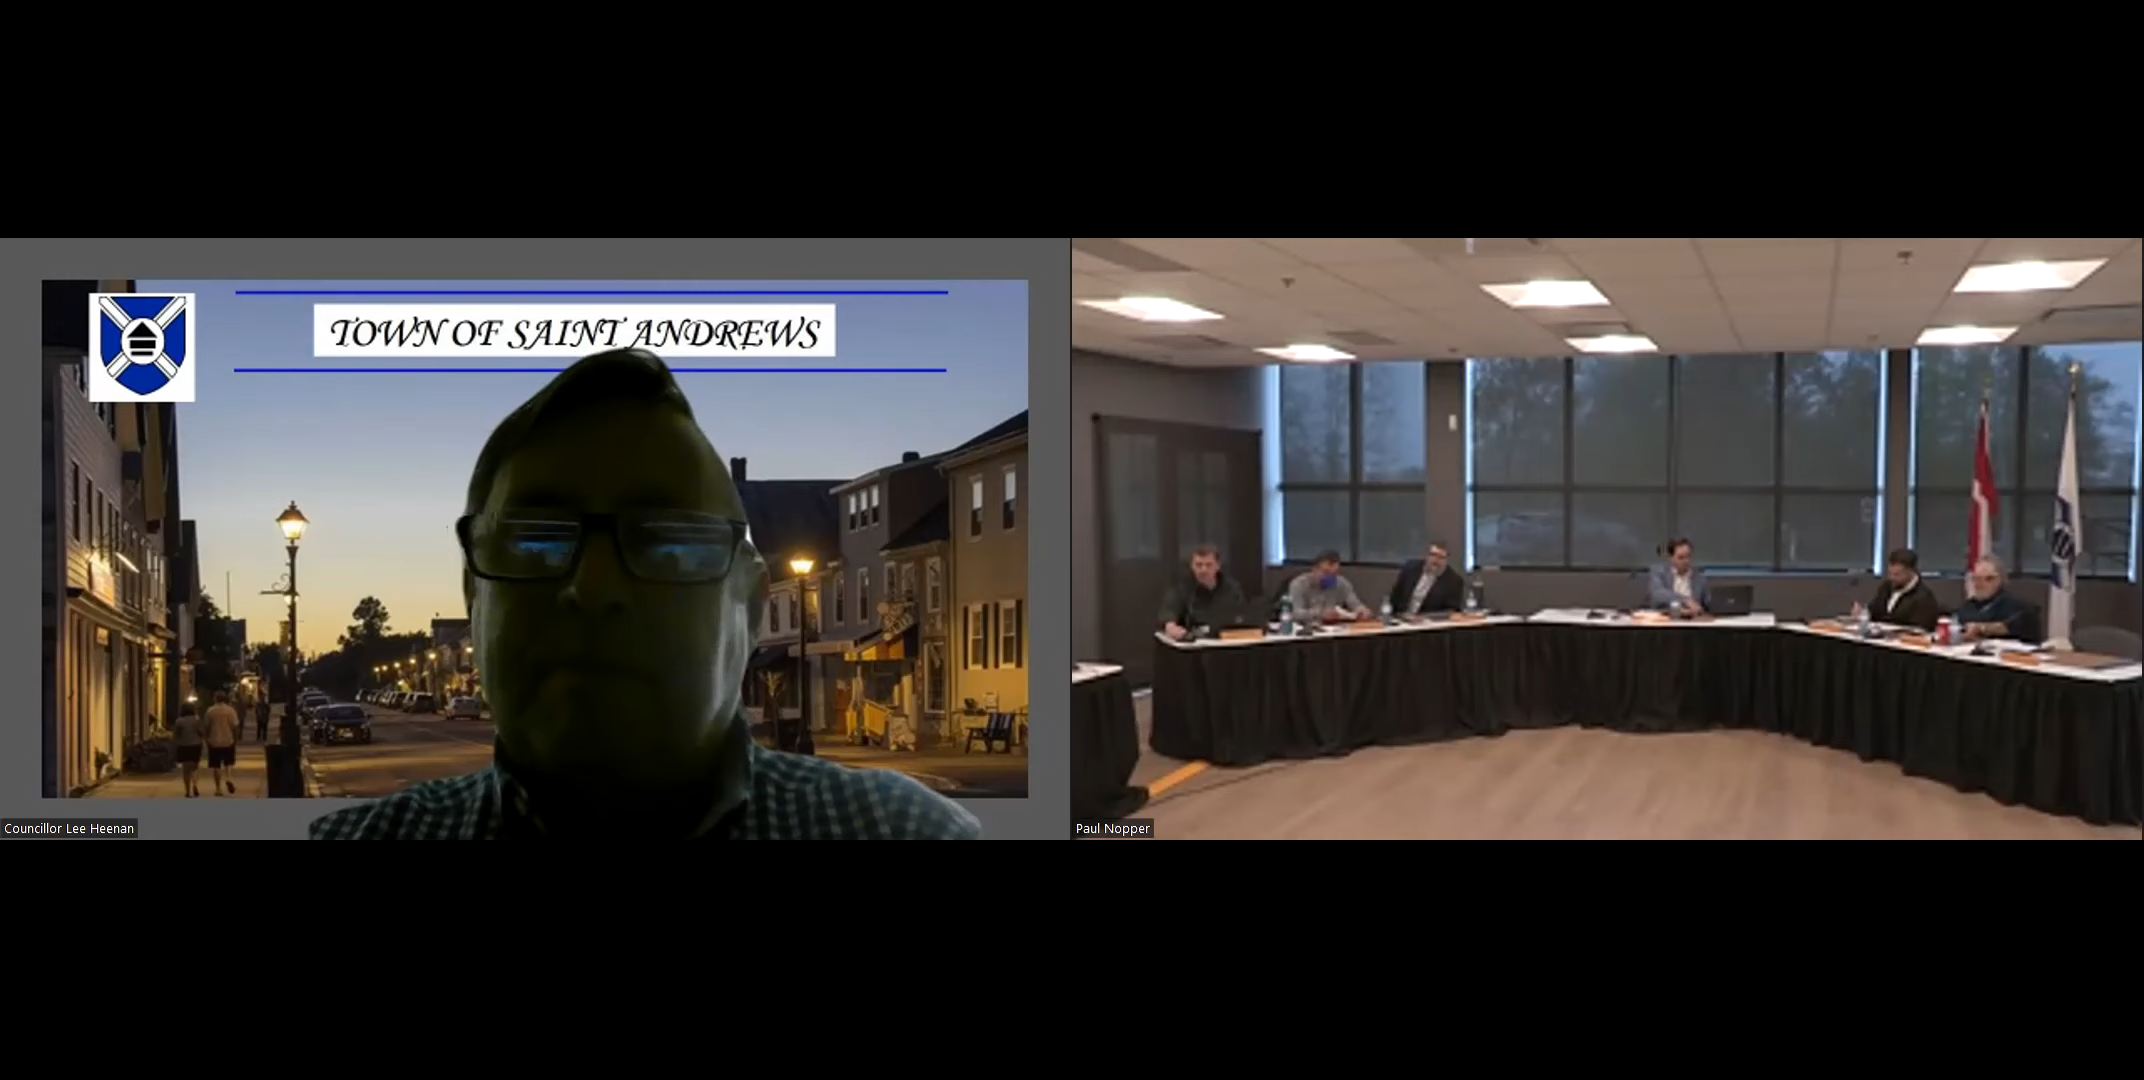 TOWN OF SAINT ANDREWS
Councillor Lee Heenan
Paul Nopper